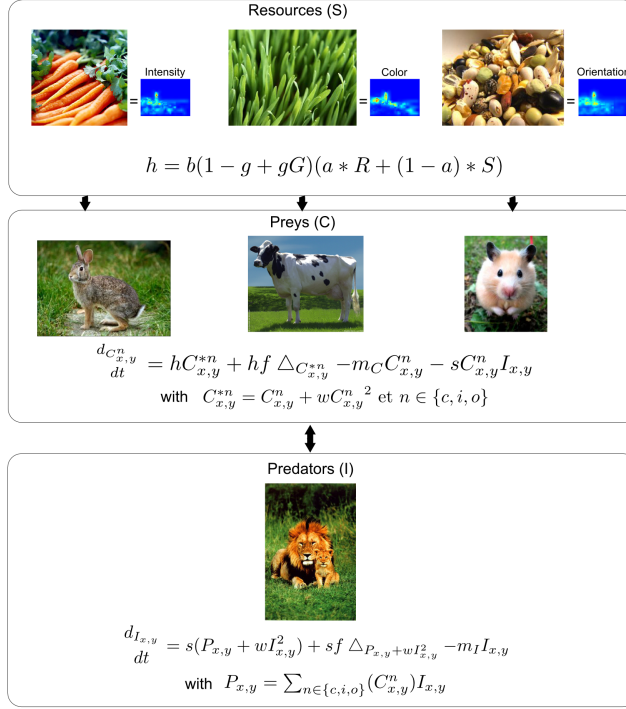 Resources (S)
Intensity
Color
Orientation
=
=
=
h = b(1 − g + gG)(a ∗ R + (1 − a) ∗ S)
Preys (C)
d_{C^n_{x,y}}/dt = hC^{*n}_{x,y} + hf △_{C^{*n}_{x,y}} −m_C C^n_{x,y} − sC^n_{x,y}I_{x,y}
with C^{*n}_{x,y} = C^n_{x,y} + wC^n_{x,y}² et n ∈ {c, i, o}
Predators (I)
d_{I_{x,y}}/dt = s(P_{x,y} + wI²_{x,y}) + sf △_{P_{x,y}+wI²_{x,y}} −m_I I_{x,y}
with P_{x,y} = ∑_{n∈{c,i,o}}(C^n_{x,y})I_{x,y}